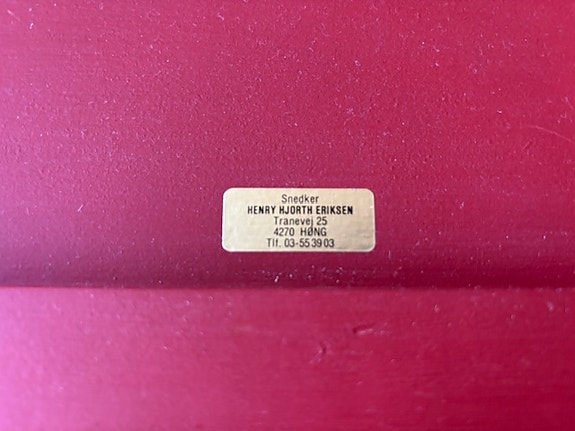 Snedker
HENRY HJORTH ERIKSEN
Tranevej 25
4270 HØNG
Tlf. 03-553903